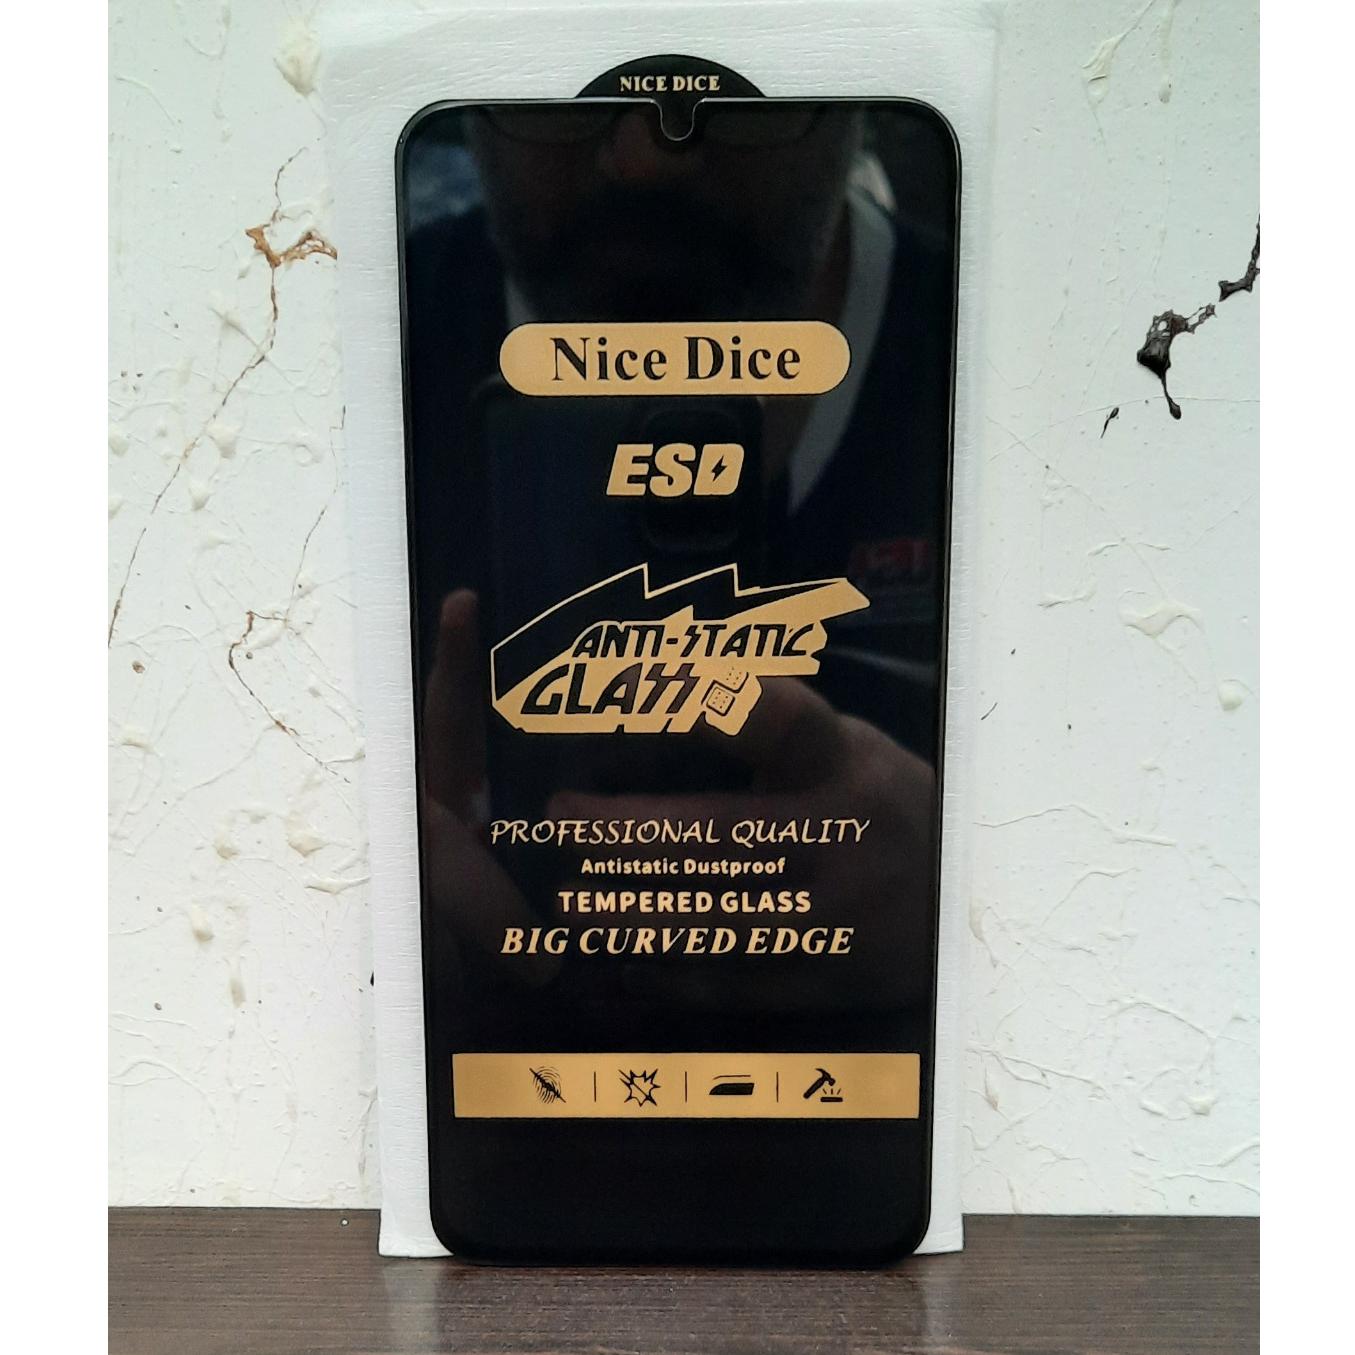 NICE DICE
Nice Dice
ESD
ANTI-STATIC
GLASS
PROFESSIONAL QUALITY
Antistatic Dustproof
TEMPERED GLASS
BIG CURVED EDGE